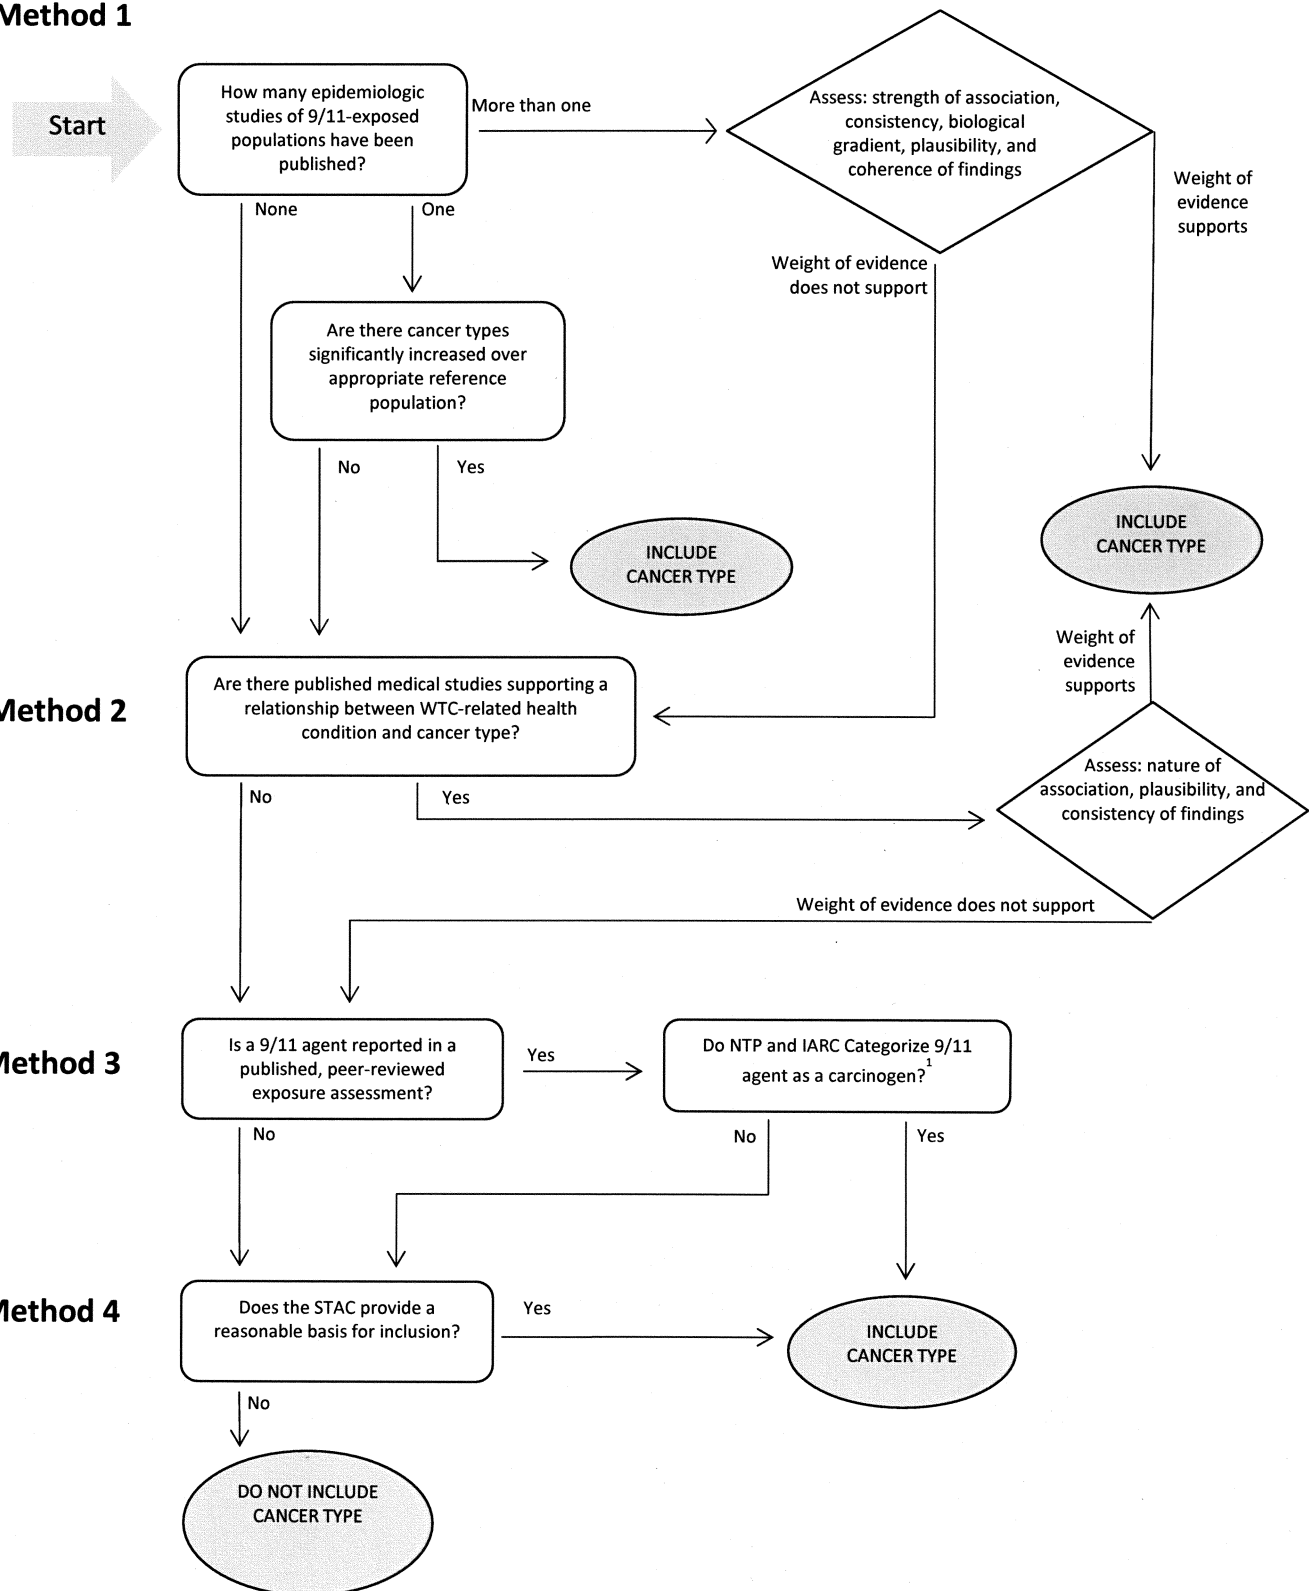 Method 1
Start
How many epidemiologic
studies of 9/11-exposed
populations have been
published?
More than one
Assess: strength of association,
consistency, biological
gradient, plausibility, and
coherence of findings
Weight of
evidence
supports
None
One
Weight of evidence
does not support
Are there cancer types
significantly increased over
appropriate reference
population?
No
Yes
INCLUDE
CANCER TYPE
INCLUDE
CANCER TYPE
Weight of
evidence
supports
Method 2
Are there published medical studies supporting a
relationship between WTC-related health
condition and cancer type?
Assess: nature of
association, plausibility, and
consistency of findings
No
Yes
Weight of evidence does not support
Method 3
Is a 9/11 agent reported in a
published, peer-reviewed
exposure assessment?
Yes
Do NTP and IARC Categorize 9/11
agent as a carcinogen?1
No
No
Yes
Method 4
Does the STAC provide a
reasonable basis for inclusion?
Yes
INCLUDE
CANCER TYPE
No
DO NOT INCLUDE
CANCER TYPE